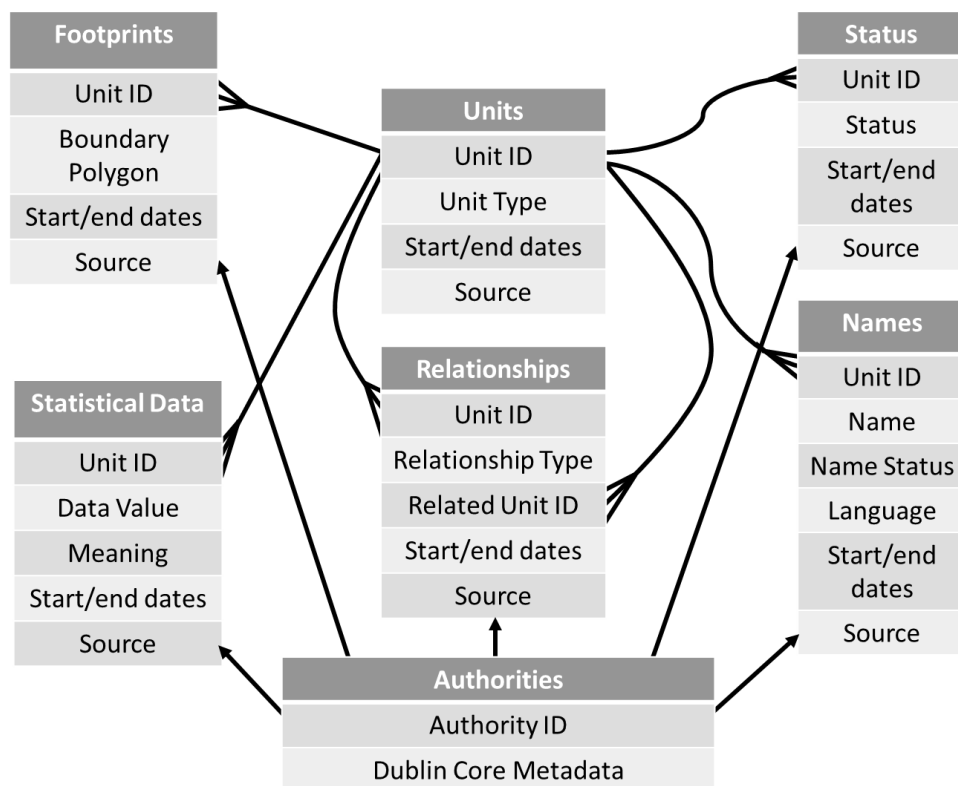 Footprints
Unit ID
Boundary
Polygon
Start/end dates
Source
Statistical Data
Unit ID
Data Value
Meaning
Start/end dates
Source
Units
Unit ID
Unit Type
Start/end dates
Source
Relationships
Unit ID
Relationship Type
Related Unit ID
Start/end dates
Source
Status
Unit ID
Status
Start/end
dates
Source
Names
Unit ID
Name
Name Status
Language
Start/end
dates
Source
Authorities
Authority ID
Dublin Core Metadata